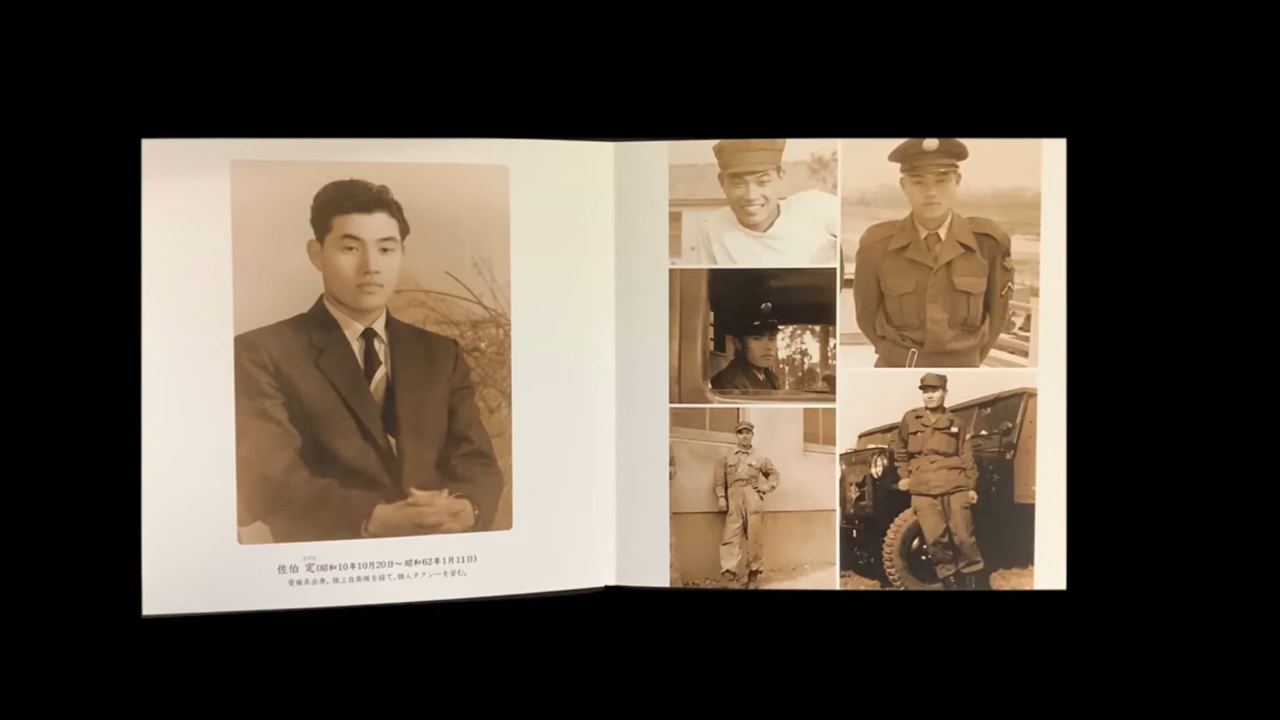 佐伯 定(昭和10年10月20日〜昭和62年1月11日)
愛媛県出身。陸上自衛隊を経て、個人タクシーを営む。